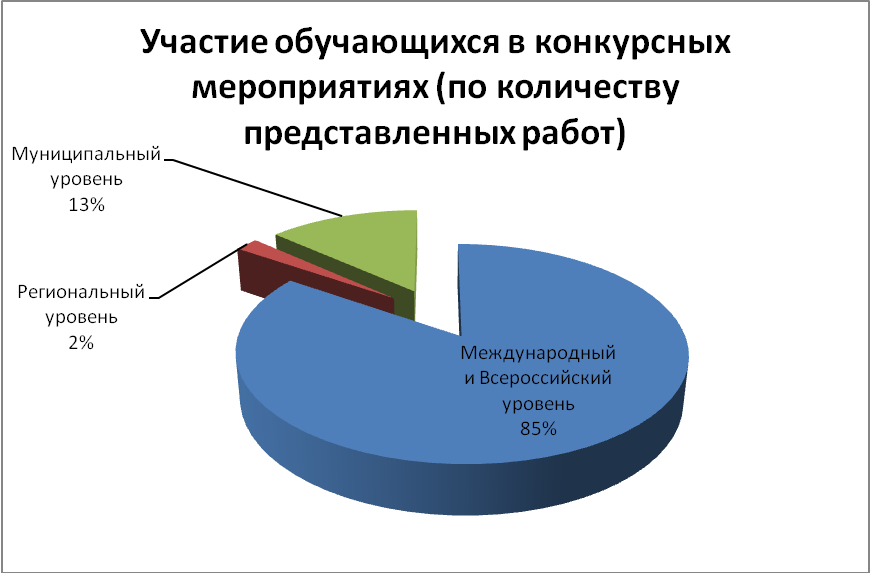 Участие обучающихся в конкурсных
мероприятиях (по количеству
представленных работ)
Муниципальный
уровень
13%
Региональный
уровень
2%
Международный
и Всероссийский
уровень
85%